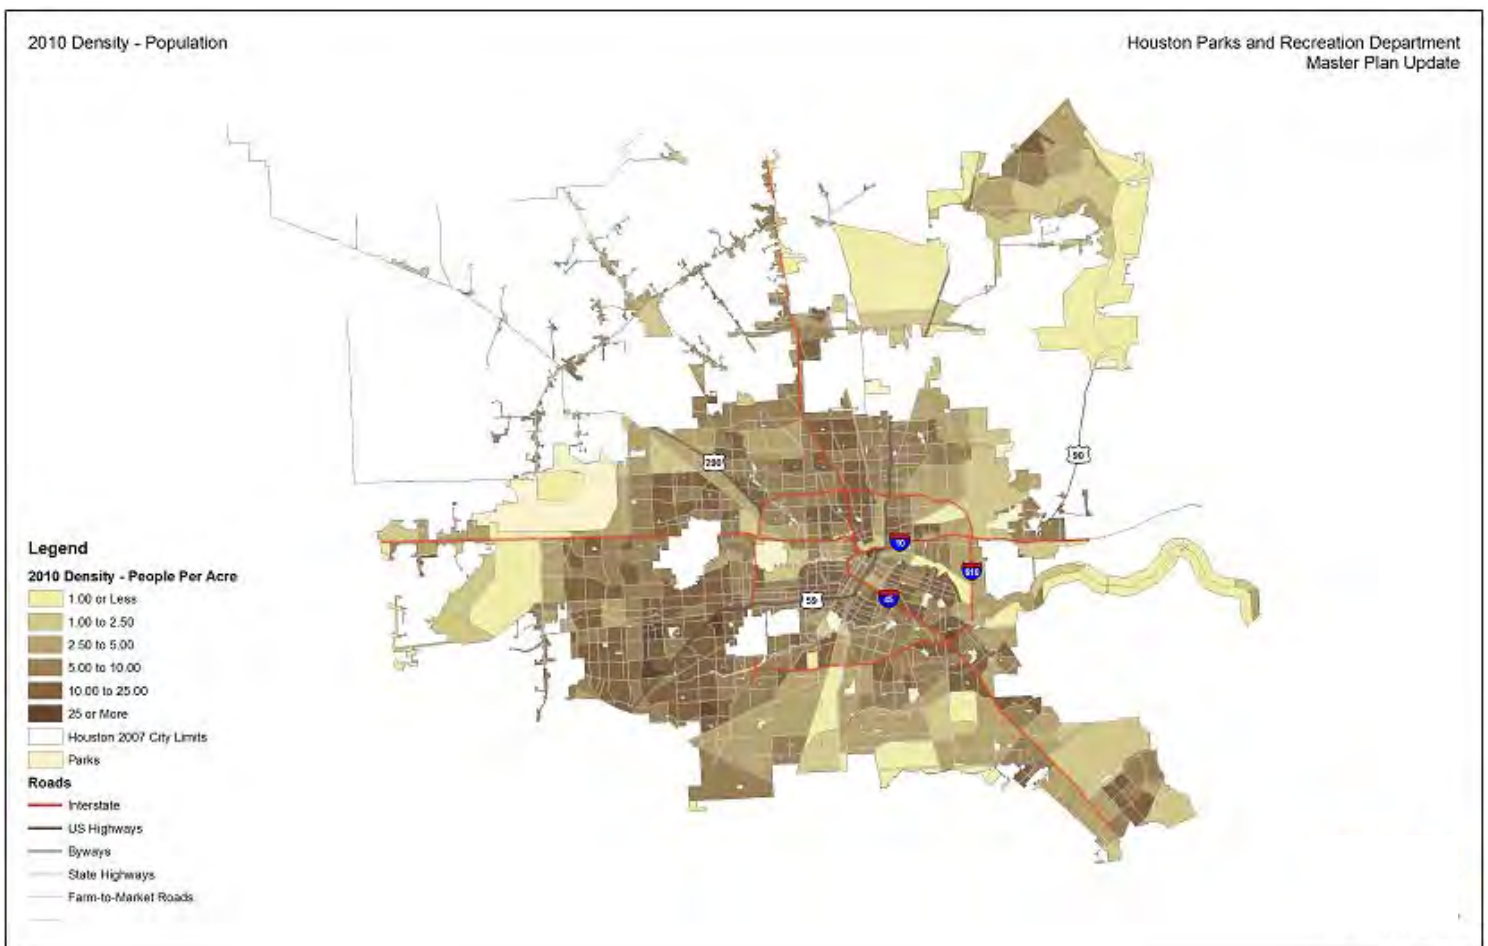 2010 Density - Population
Houston Parks and Recreation Department
Master Plan Update
290
90
10
610
59
45
Legend
2010 Density - People Per Acre
1.00 or Less
1.00 to 2.50
2.50 to 5.00
5.00 to 10.00
10.00 to 25.00
25 or More
Houston 2007 City Limits
Parks
Roads
Interstate
US Highways
Byways
State Highways
Farm-to-Market Roads